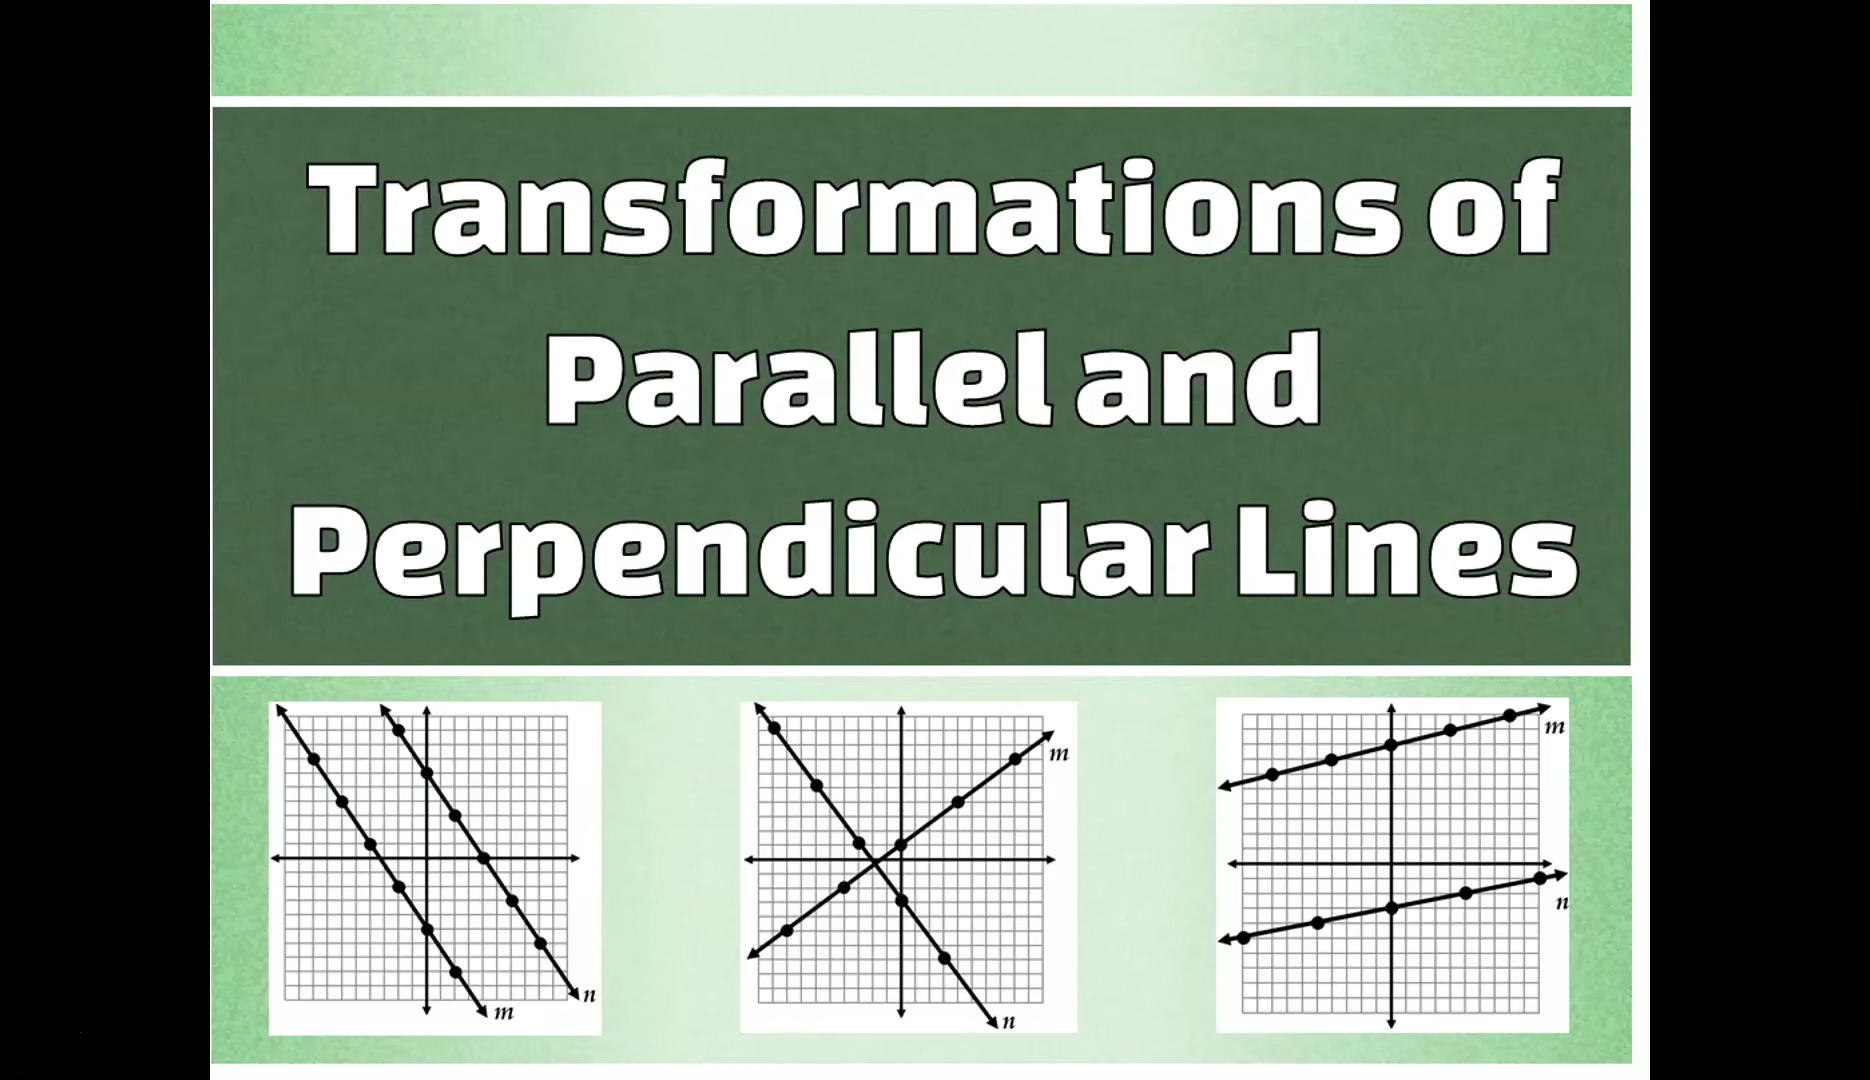 Transformations of
Parallel and
Perpendicular Lines
m
n
m
n
m
n